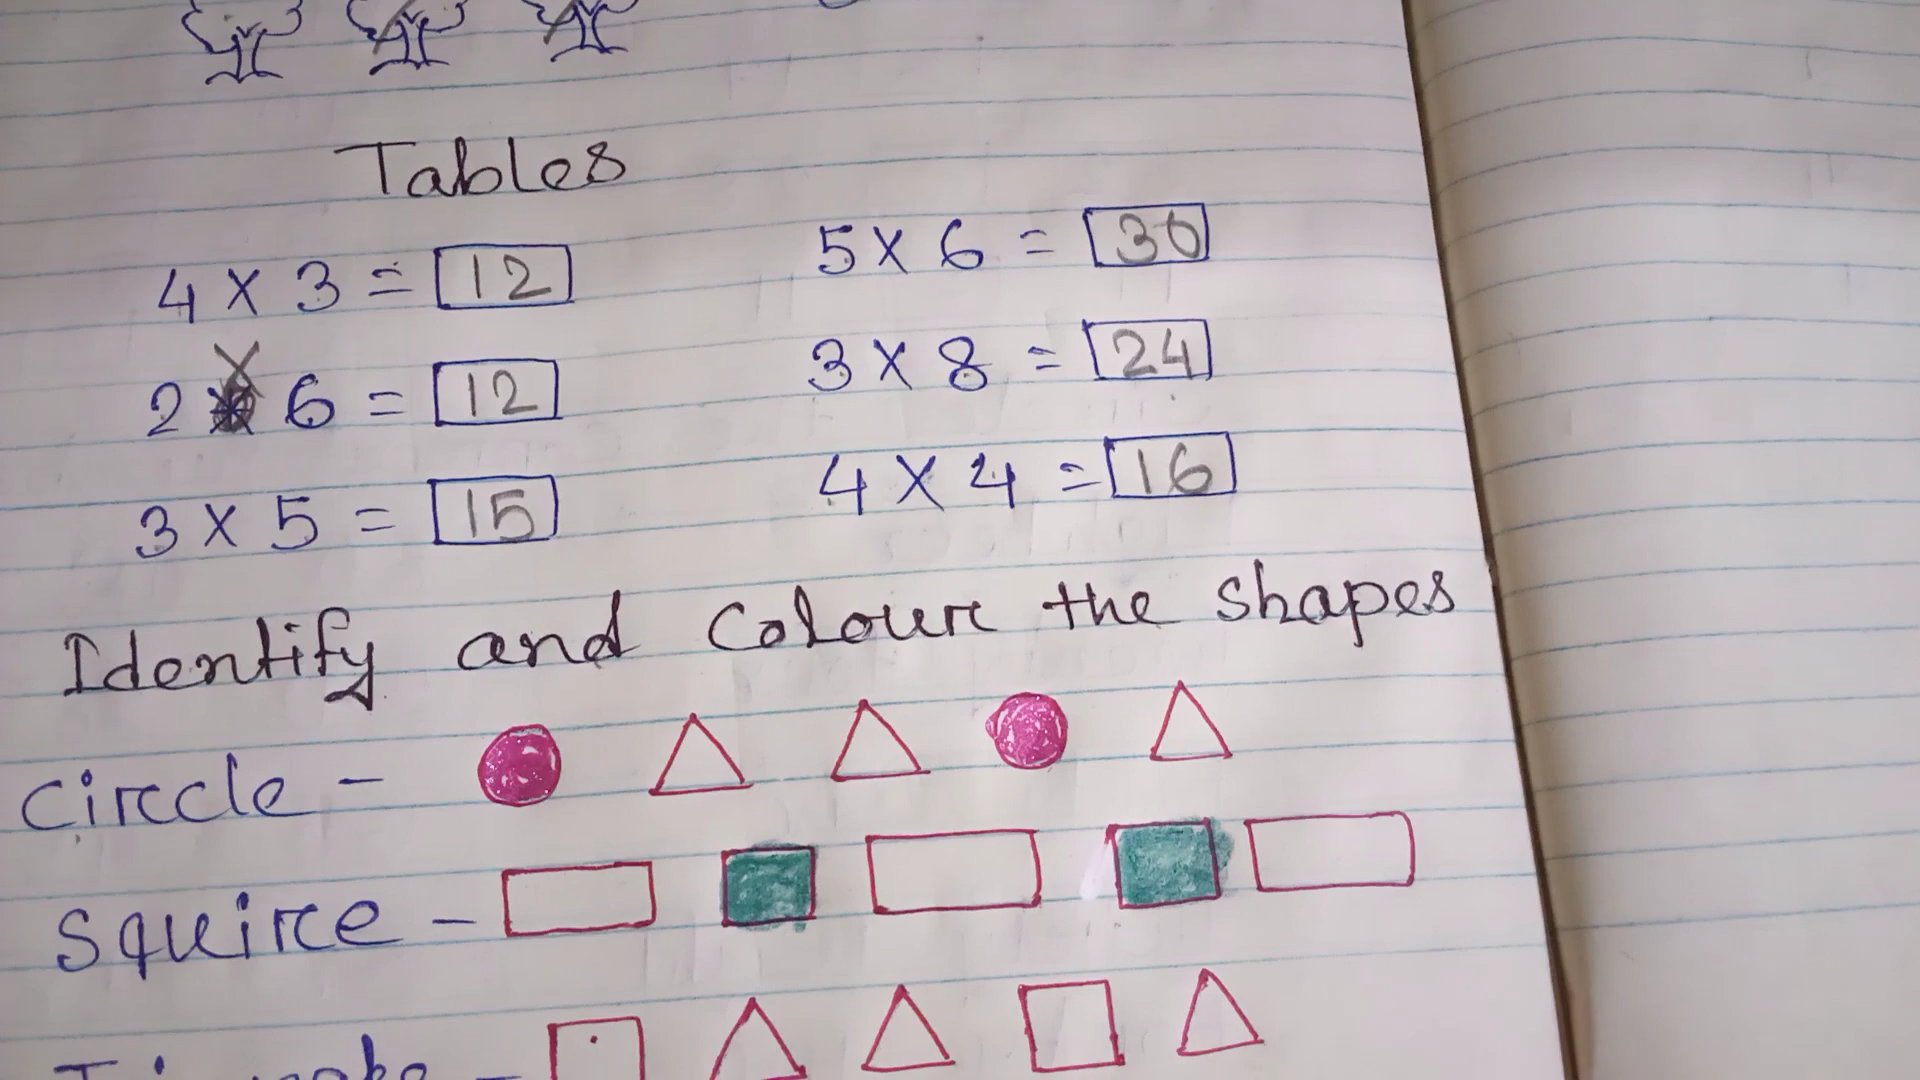 Tables
4 x 3 = 12
5 x 6 = 30
2 x 6 = 12
3 x 8 = 24
3 x 5 = 15
4 x 4 = 16
Identify and Colour the shapes
Circle -
Squire -